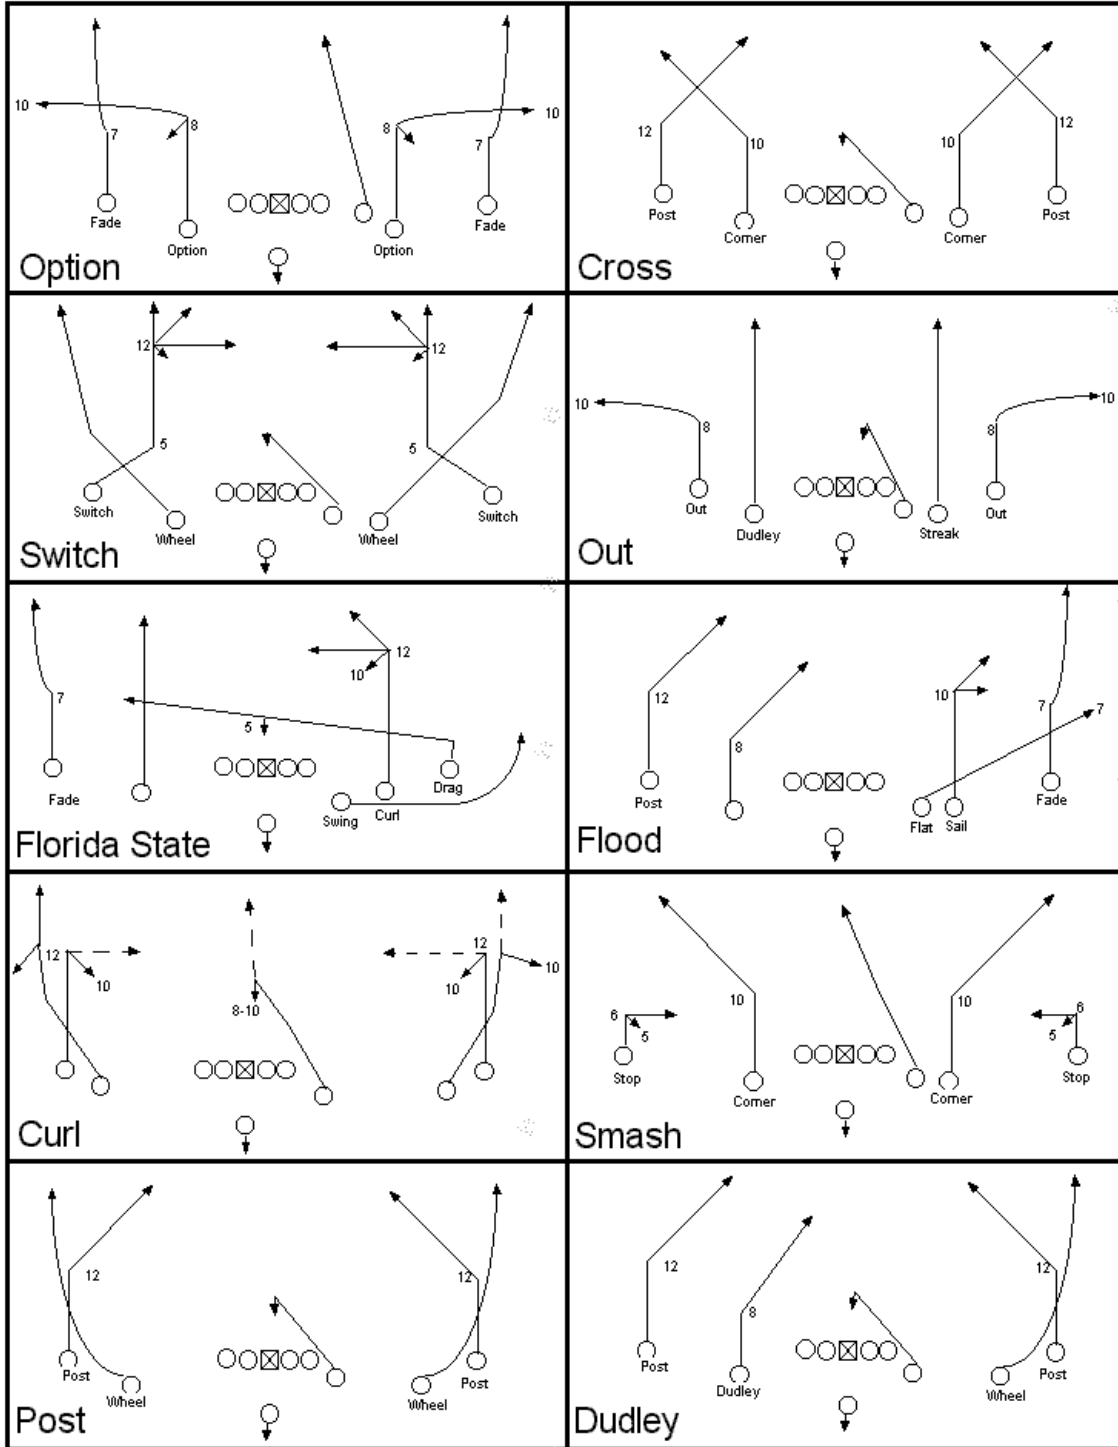 10
7
8
8
7
10
Fade
Option
Option
Fade
Option
12
10
10
12
Post
Corner
Corner
Post
Cross
12
12
5
5
Switch
Wheel
Wheel
Switch
Switch
10
8
8
10
Out
Dudley
Streak
Out
Out
7
12
10
5
Fade
Swing
Curl
Drag
Florida State
12
8
10
7
7
Post
Flat
Sail
Fade
Flood
12
10
8-10
12
10
10
Curl
6
5
10
10
6
5
Stop
Corner
Corner
Stop
Smash
12
12
Post
Wheel
Wheel
Post
Post
12
8
12
Post
Dudley
Wheel
Post
Dudley